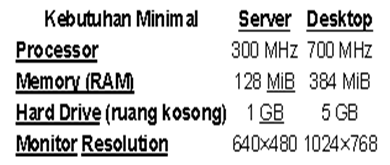 Kebutuhan Minimal Server Desktop
Processor 300 MHz 700 MHz
Memory (RAM) 128 MiB 384 MiB
Hard Drive (ruang kosong) 1 GB 5 GB
Monitor Resolution 640×480 1024×768